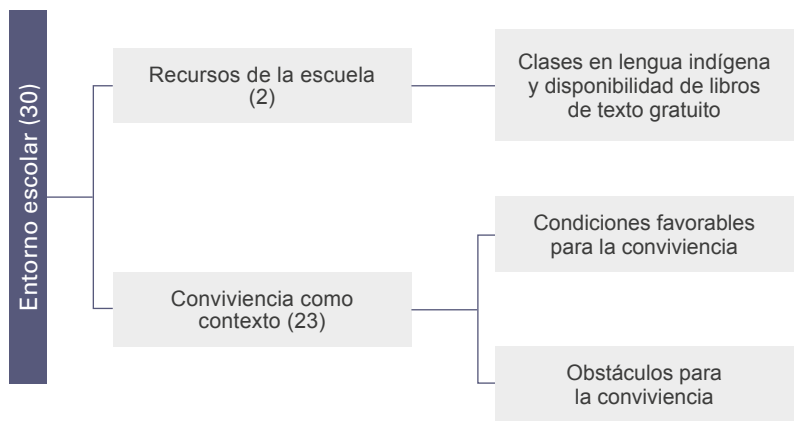 Entorno escolar (30)
Recursos de la escuela
(2)
Clases en lengua indígena
y disponibilidad de libros
de texto gratuito
Conviviencia como
contexto (23)
Condiciones favorables
para la conviviencia
Obstáculos para
la conviviencia